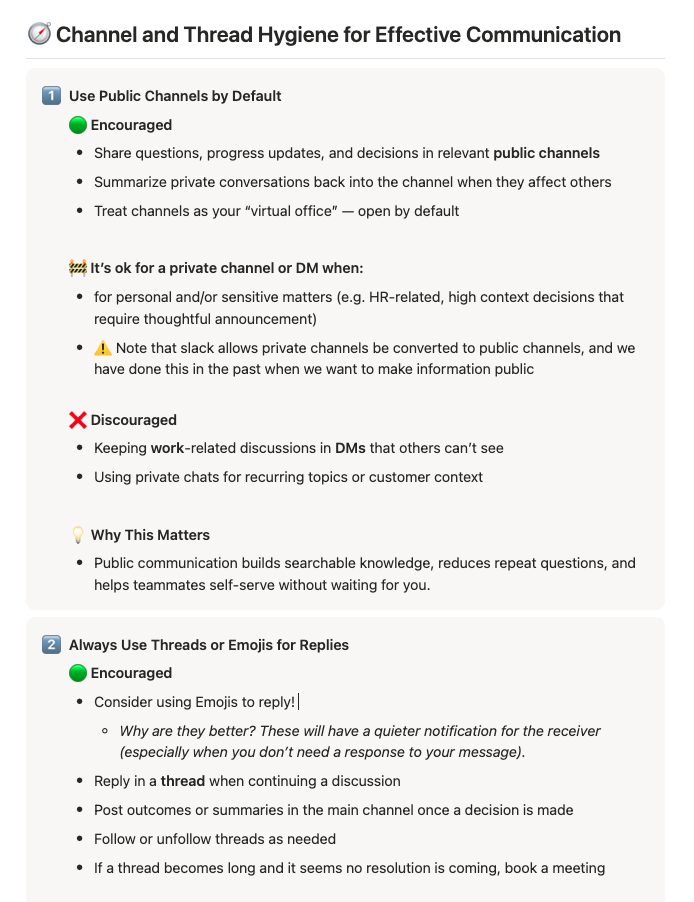 🧭 Channel and Thread Hygiene for Effective Communication
1️⃣ Use Public Channels by Default
🟢 Encouraged
• Share questions, progress updates, and decisions in relevant public channels
• Summarize private conversations back into the channel when they affect others
• Treat channels as your “virtual office” — open by default
🚧 It’s ok for a private channel or DM when:
• for personal and/or sensitive matters (e.g. HR-related, high context decisions that
require thoughtful announcement)
• ⚠️ Note that slack allows private channels be converted to public channels, and we
have done this in the past when we want to make information public
❌ Discouraged
• Keeping work-related discussions in DMs that others can’t see
• Using private chats for recurring topics or customer context
💡 Why This Matters
• Public communication builds searchable knowledge, reduces repeat questions, and
helps teammates self-serve without waiting for you.
2️⃣ Always Use Threads or Emojis for Replies
🟢 Encouraged
• Consider using Emojis to reply!
◦ Why are they better? These will have a quieter notification for the receiver
(especially when you don’t need a response to your message).
• Reply in a thread when continuing a discussion
• Post outcomes or summaries in the main channel once a decision is made
• Follow or unfollow threads as needed
• If a thread becomes long and it seems no resolution is coming, book a meeting